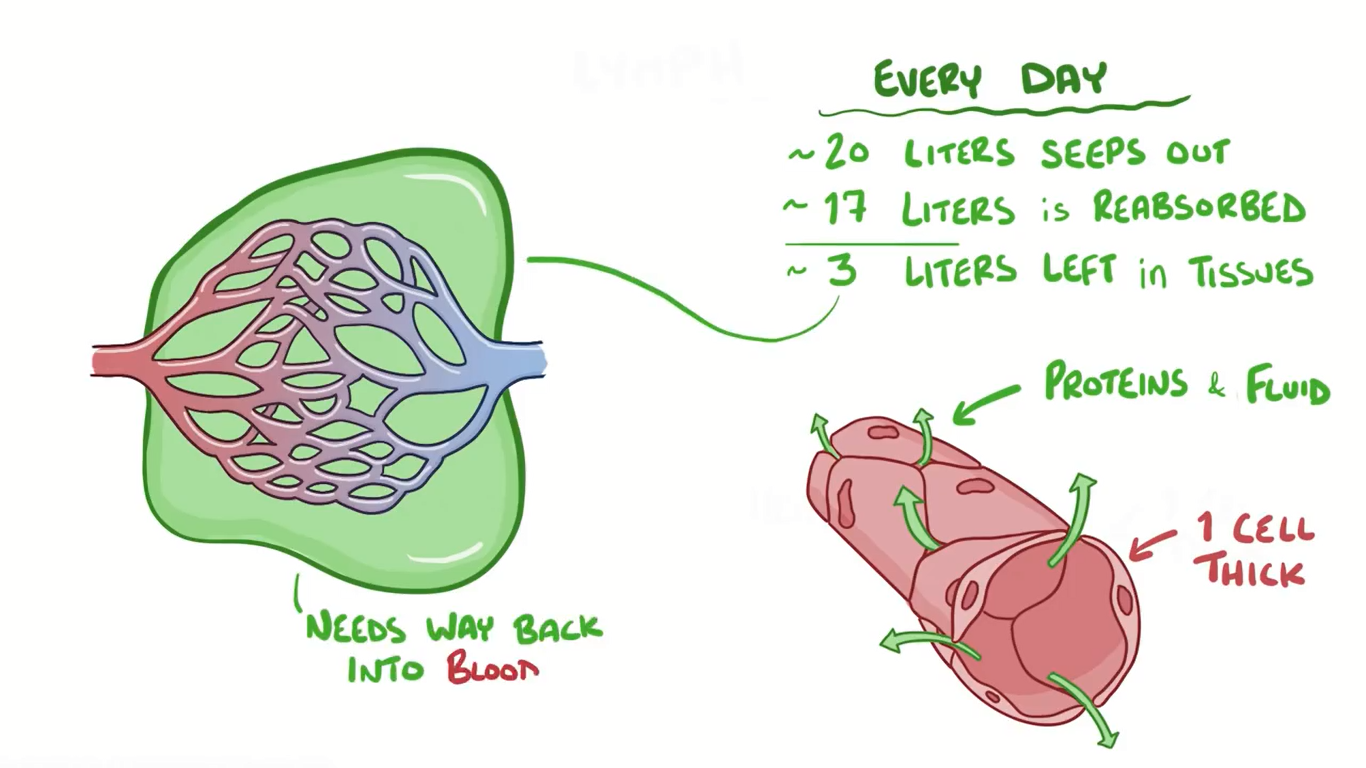 EVERY DAY
~ 20 LITERS SEEPS OUT
~ 17 LITERS is REABSORBED
~ 3 LITERS LEFT in TISSUES
PROTEINS & FLUID
1 CELL
THICK
NEEDS WAY BACK
INTO BLOOD